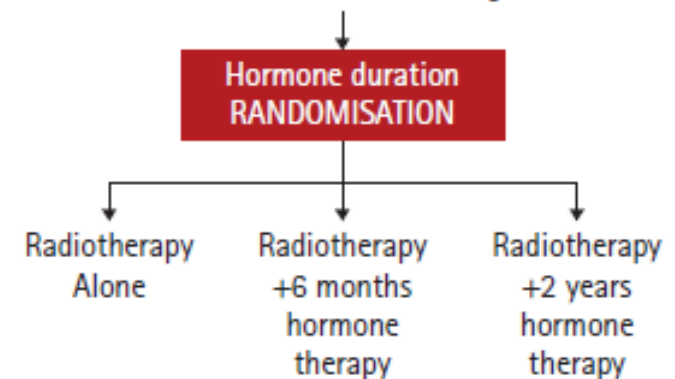 Hormone duration
RANDOMISATION
Radiotherapy
Alone
Radiotherapy
+6 months
hormone
therapy
Radiotherapy
+2 years
hormone
therapy